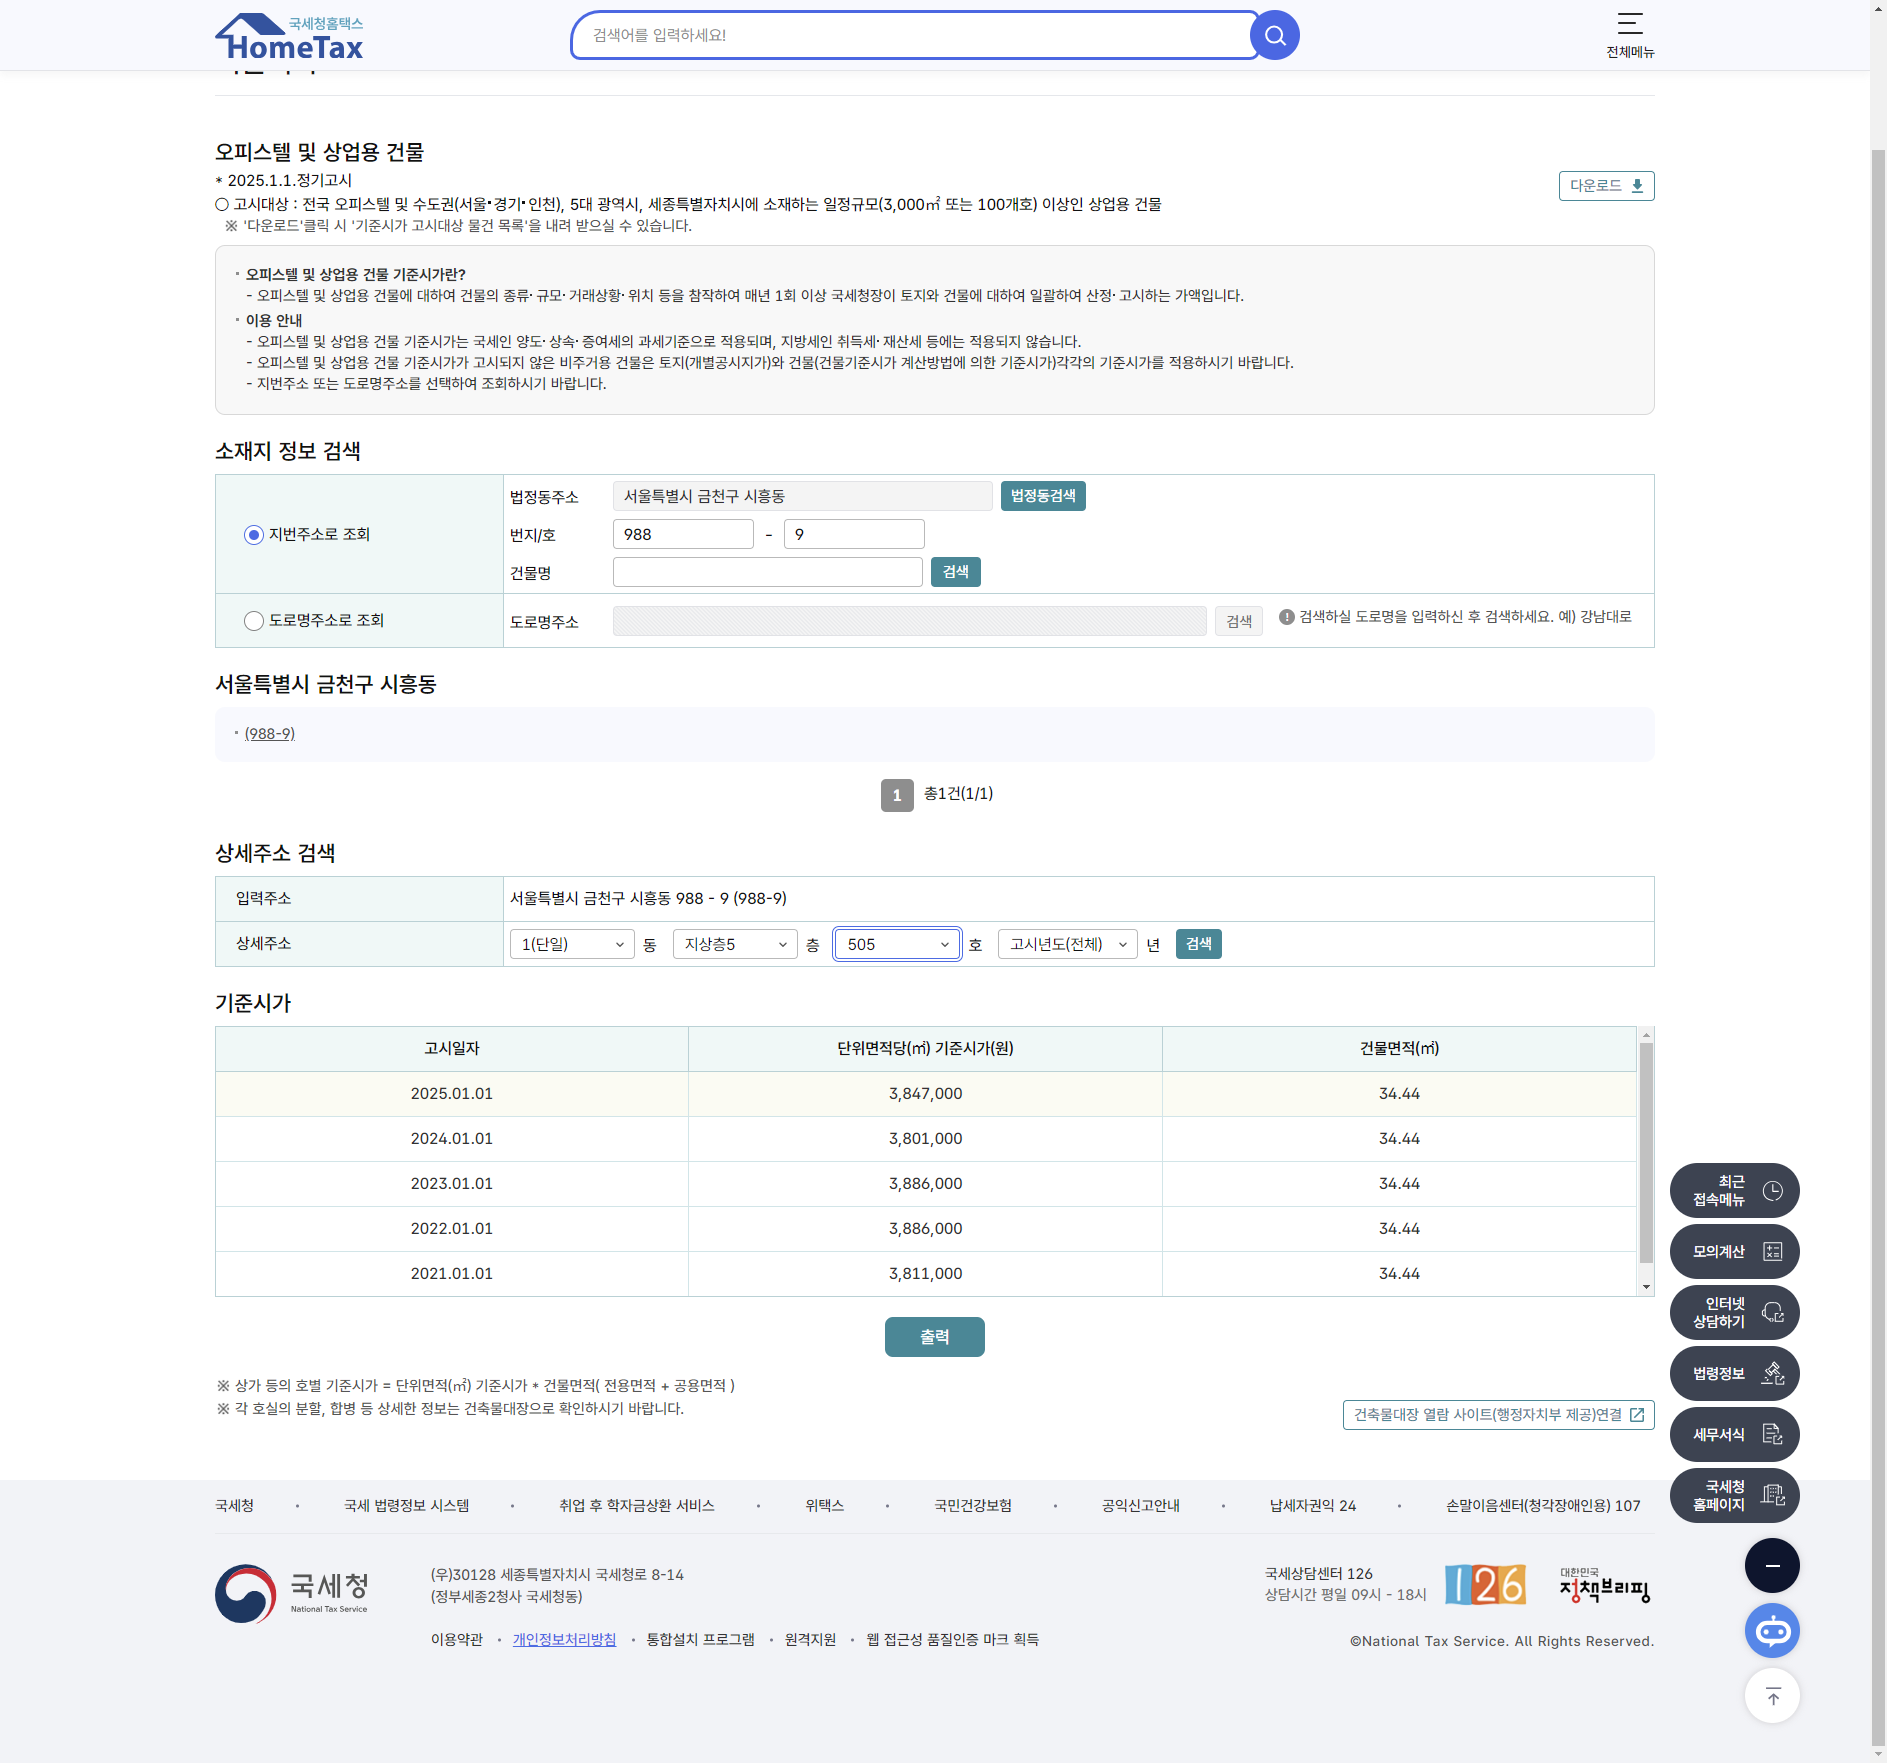 국세청홈택스
HomeTax
검색어를 입력하세요!
전체메뉴
오피스텔 및 상업용 건물
* 2025.1.1.정기고시
다운로드
○ 고시대상 : 전국 오피스텔 및 수도권(서울·경기·인천), 5대 광역시, 세종특별자치시에 소재하는 일정규모(3,000㎡ 또는 100개호) 이상인 상업용 건물
※ '다운로드'클릭 시 '기준시가 고시대상 물건 목록'을 내려 받으실 수 있습니다.
· 오피스텔 및 상업용 건물 기준시가란?
- 오피스텔 및 상업용 건물에 대하여 건물의 종류·규모·거래상황·위치 등을 참작하여 매년 1회 이상 국세청장이 토지와 건물에 대하여 일괄하여 산정·고시하는 가액입니다.
· 이용 안내
- 오피스텔 및 상업용 건물 기준시가는 국세인 양도·상속·증여세의 과세기준으로 적용되며, 지방세인 취득세·재산세 등에는 적용되지 않습니다.
- 오피스텔 및 상업용 건물 기준시가가 고시되지 않은 비주거용 건물은 토지(개별공시지가)와 건물(건물기준시가 계산방법에 의한 기준시가)각각의 기준시가를 적용하시기 바랍니다.
- 지번주소 또는 도로명주소를 선택하여 조회하시기 바랍니다.
소재지 정보 검색
지번주소로 조회
법정동주소 서울특별시 금천구 시흥동 법정동검색
번지/호 988 - 9
건물명 검색
도로명주소로 조회 도로명주소 검색 검색하실 도로명을 입력하신 후 검색하세요. 예) 강남대로
서울특별시 금천구 시흥동
· (988-9)
1 총1건(1/1)
상세주소 검색
입력주소 서울특별시 금천구 시흥동 988 - 9 (988-9)
상세주소 1(단일) 동 지상층5 층 505 호 고시년도(전체) 년 검색
기준시가
고시일자 단위면적당(㎡) 기준시가(원) 건물면적(㎡)
2025.01.01 3,847,000 34.44
2024.01.01 3,801,000 34.44
2023.01.01 3,886,000 34.44
2022.01.01 3,886,000 34.44
2021.01.01 3,811,000 34.44
출력
※ 상가 등의 호별 기준시가 = 단위면적(㎡) 기준시가 * 건물면적( 전용면적 + 공용면적 )
※ 각 호실의 분할, 합병 등 상세한 정보는 건축물대장으로 확인하시기 바랍니다.
건축물대장 열람 사이트(행정자치부 제공)연결
최근
접속메뉴
모의계산
인터넷
상담하기
법령정보
세무서식
국세청
홈페이지
국세청 · 국세 법령정보 시스템 · 취업 후 학자금상환 서비스 · 위택스 · 국민건강보험 · 공익신고안내 · 납세자권익 24 · 손말이음센터(청각장애인용) 107
국세청
National Tax Service
(우)30128 세종특별자치시 국세청로 8-14
(정부세종2청사 국세청동)
국세상담센터 126
상담시간 평일 09시 - 18시
126
대한민국
정책브리핑
이용약관 · 개인정보처리방침 · 통합설치 프로그램 · 원격지원 · 웹 접근성 품질인증 마크 획득
©National Tax Service. All Rights Reserved.